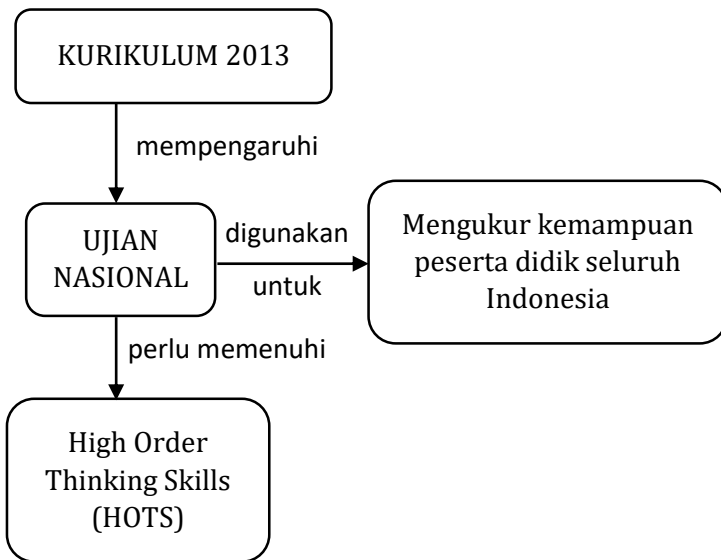 KURIKULUM 2013
mempengaruhi
UJIAN
NASIONAL
digunakan
untuk
Mengukur kemampuan
peserta didik seluruh
Indonesia
perlu memenuhi
High Order
Thinking Skills
(HOTS)